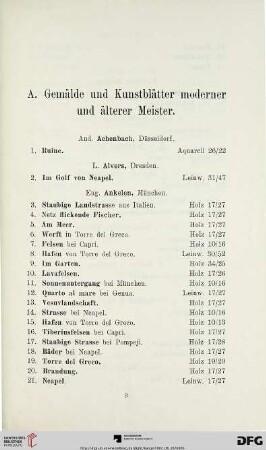 A. Gemälde und Kunstblätter moderner
und älterer Meister.
And. Achenbach, Düsseldorf.
1. Ruine. Aquarell 26/22
L. Alvers, Dresden.
2. Im Golf von Neapel. Leinw. 31/47
Eug. Ankelen, München.
3. Staubige Landstrasse aus Italien. Holz 17/27
4. Netz flickende Fischer. Holz 17/27
5. Am Meer. Holz 17/27
6. Werft in Torre del Greco. Holz 17/27
7. Felsen bei Capri. Holz 10/16
8. Hafen von Torre del Greco. Leinw. 30/52
9. Im Garten. Holz 34/25
10. Lavafelsen. Holz 17/26
11. Sonnenuntergang bei München. Holz 10/16
12. Quarto al mare bei Genua. Leinw. 17/27
13. Vesuvlandschaft. Holz 17/27
14. Strasse bei Neapel. Holz 10/16
15. Hafen von Torre del Greco. Holz 10/13
16. Tiberinsfelsen bei Capri. Holz 17/27
17. Staubige Strasse bei Pompeji. Holz 17/28
18. Bäder bei Neapel. Holz 17/27
19. Torre del Greco. Holz 19/29
20. Brandung. Holz 17/27
21. Neapel. Leinw. 17/27
UNIVERSITÄTS-
BIBLIOTHEK
HEIDELBERG
DFG